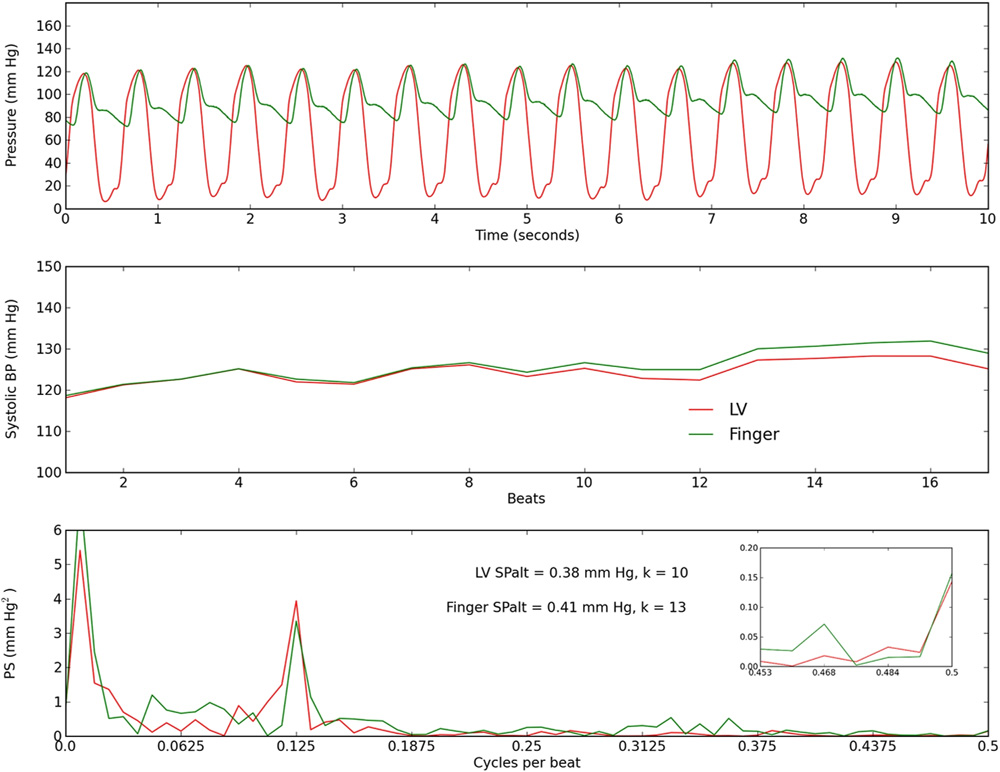 160
140
120
100
80
60
40
20
0
Pressure (mm Hg)
0 1 2 3 4 5 6 7 8 9 10
Time (seconds)
150
140
130
120
110
100
Systolic BP (mm Hg)
LV
Finger
2 4 6 8 10 12 14 16
Beats
6
5
4
3
2
1
0
PS (mm Hg² )
LV SPalt = 0.38 mm Hg, k = 10
Finger SPalt = 0.41 mm Hg, k = 13
0.20
0.15
0.10
0.05
0.00
0.453 0.468 0.484 0.5
0.0 0.0625 0.125 0.1875 0.25 0.3125 0.375 0.4375 0.5
Cycles per beat